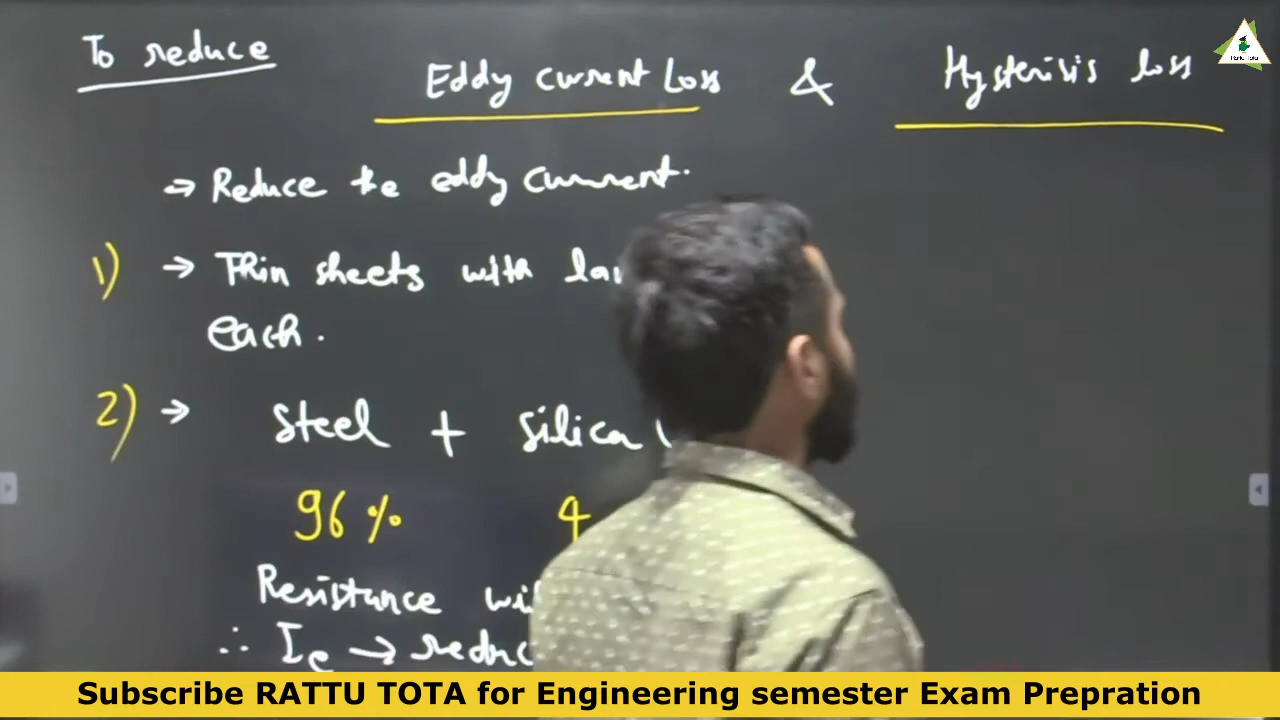 To reduce
Eddy current Loss & Hysterisis loss
→ Reduce the eddy current.
1) → Thin sheets with
each.
2) → Steel + silica
96% 4
Resistance
∴ Ie → reduc
Subscribe RATTU TOTA for Engineering semester Exam Prepration